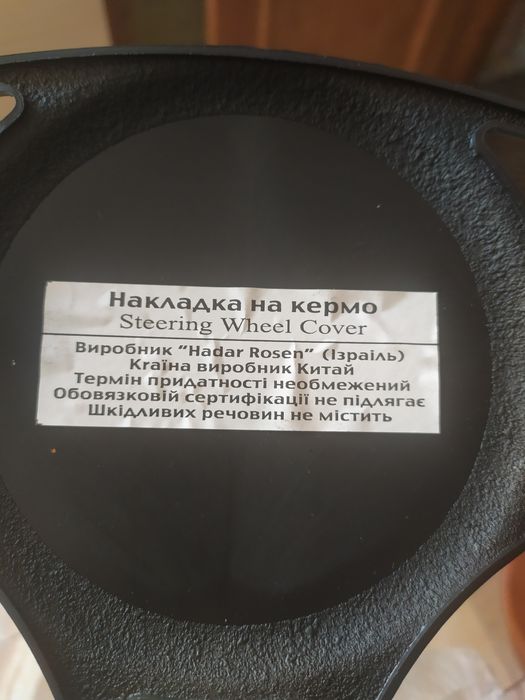 Накладка на кермо
Steering Wheel Cover
Виробник "Hadar Rosen" (Ізраіль)
Країна виробник Китай
Термін придатності необмежений
Обовязковій сертифікації не підлягає
Шкідливих речовин не містить